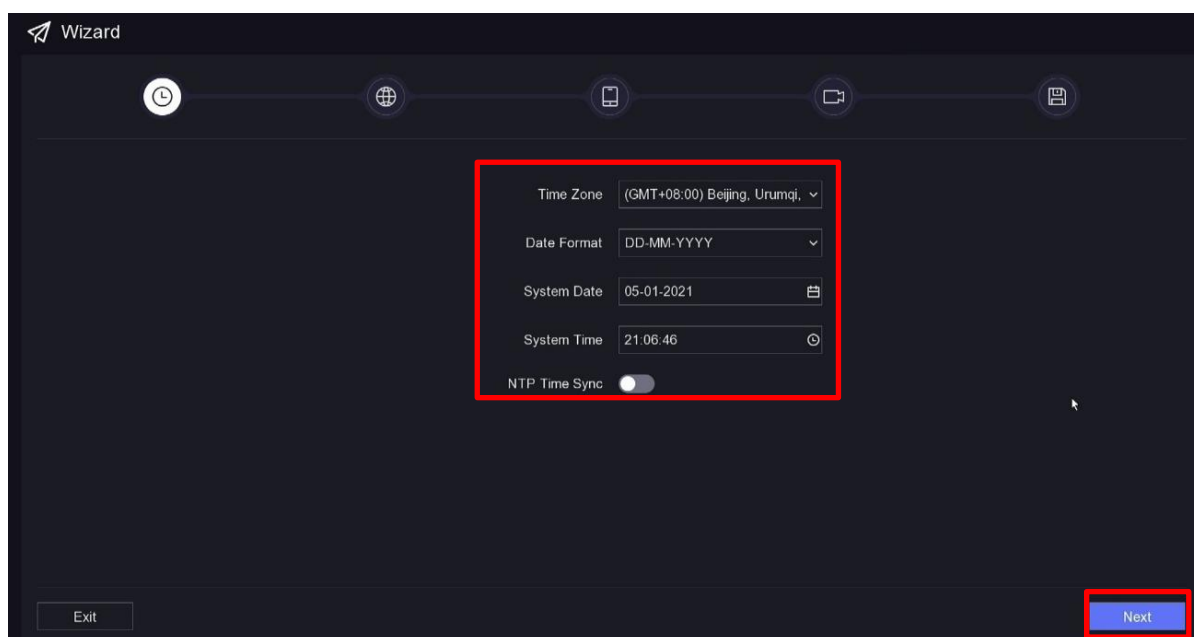 Wizard
Time Zone (GMT+08:00) Beijing, Urumqi,
Date Format DD-MM-YYYY
System Date 05-01-2021
System Time 21:06:46
NTP Time Sync
Exit Next